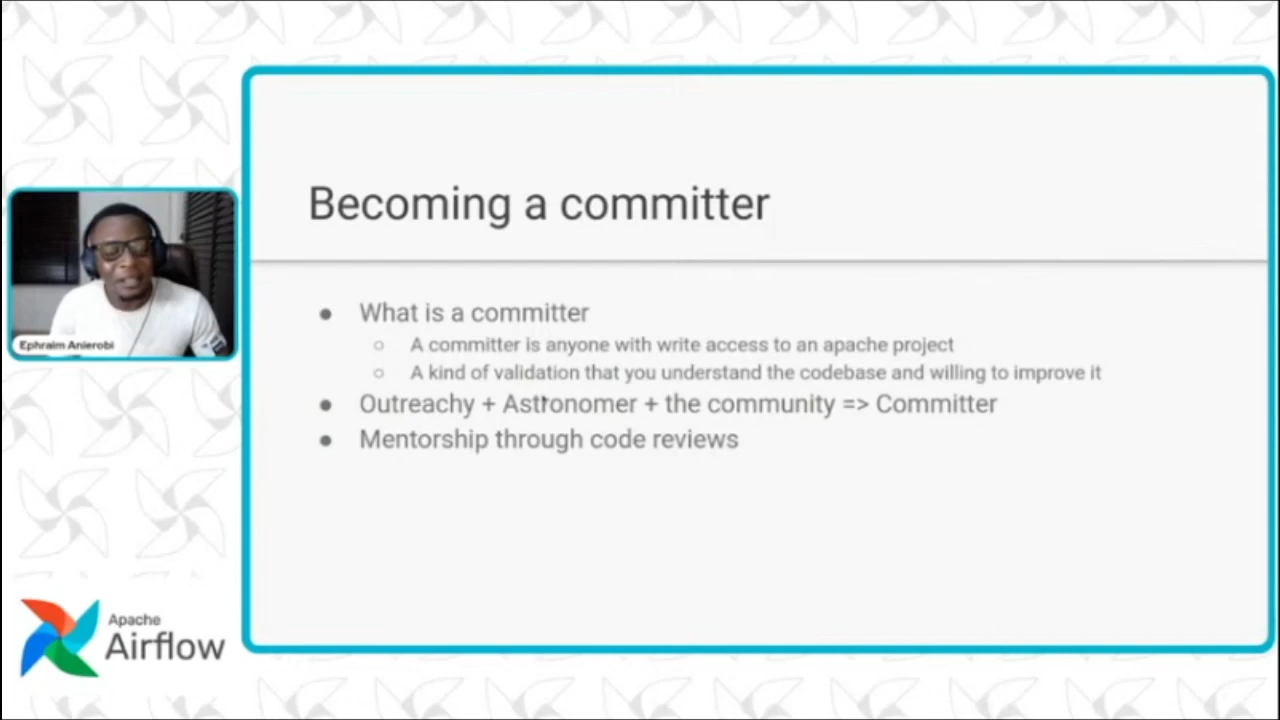 Becoming a committer
What is a committer
A committer is anyone with write access to an apache project
A kind of validation that you understand the codebase and willing to improve it
Outreachy + Astronomer + the community => Committer
Mentorship through code reviews
Ephraim Anierobi
Apache
Airflow